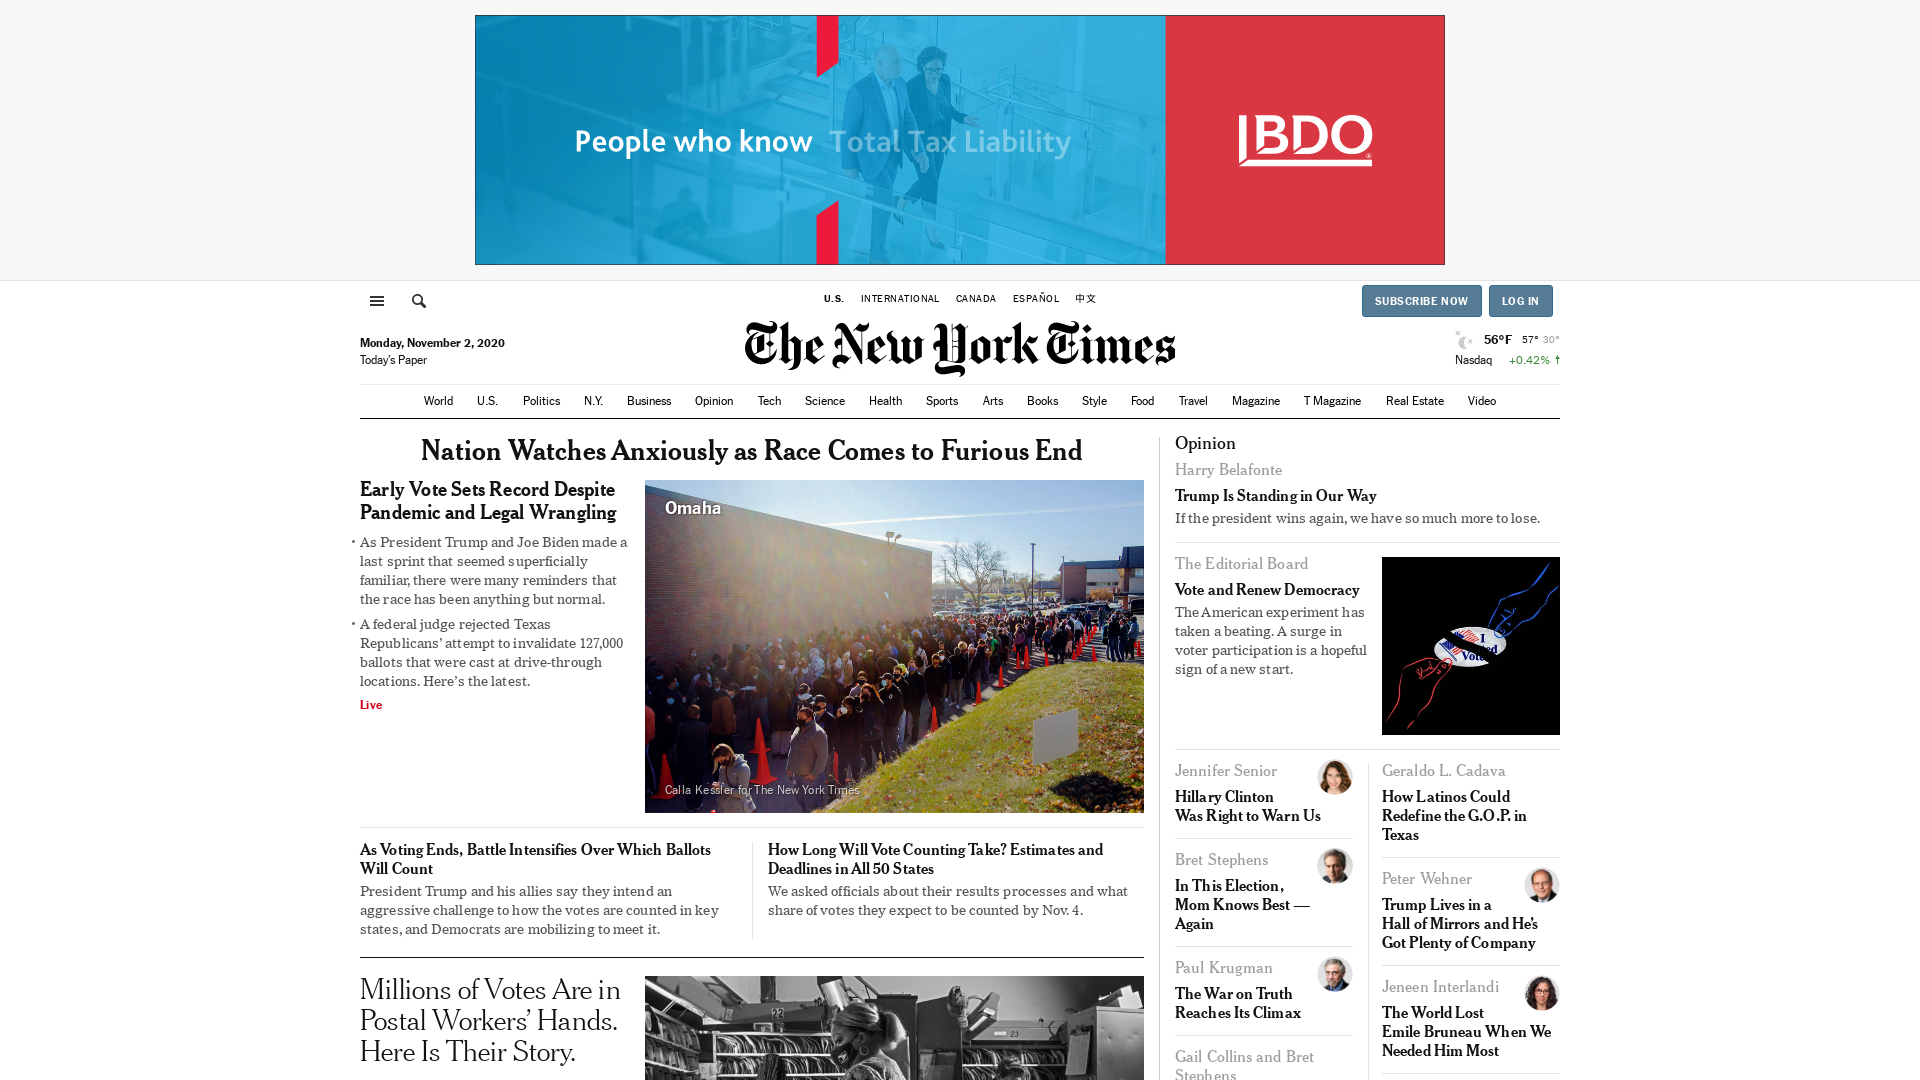 People who know Total Tax Liability
BDO
U.S. INTERNATIONAL CANADA ESPAÑOL 中文
SUBSCRIBE NOW LOG IN
Monday, November 2, 2020
Today's Paper
The New York Times
56°F 57° 30°
Nasdaq +0.42% ↑
World U.S. Politics N.Y. Business Opinion Tech Science Health Sports Arts Books Style Food Travel Magazine T Magazine Real Estate Video
Nation Watches Anxiously as Race Comes to Furious End
Early Vote Sets Record Despite
Pandemic and Legal Wrangling
• As President Trump and Joe Biden made a
last sprint that seemed superficially
familiar, there were many reminders that
the race has been anything but normal.
• A federal judge rejected Texas
Republicans' attempt to invalidate 127,000
ballots that were cast at drive-through
locations. Here's the latest.
Live
Omaha
Calla Kessler for The New York Times
As Voting Ends, Battle Intensifies Over Which Ballots
Will Count
President Trump and his allies say they intend an
aggressive challenge to how the votes are counted in key
states, and Democrats are mobilizing to meet it.
How Long Will Vote Counting Take? Estimates and
Deadlines in All 50 States
We asked officials about their results processes and what
share of votes they expect to be counted by Nov. 4.
Millions of Votes Are in
Postal Workers' Hands.
Here Is Their Story.
22
23
Opinion
Harry Belafonte
Trump Is Standing in Our Way
If the president wins again, we have so much more to lose.
The Editorial Board
Vote and Renew Democracy
The American experiment has
taken a beating. A surge in
voter participation is a hopeful
sign of a new start.
I
Voted
Jennifer Senior
Hillary Clinton
Was Right to Warn Us
Bret Stephens
In This Election,
Mom Knows Best —
Again
Paul Krugman
The War on Truth
Reaches Its Climax
Gail Collins and Bret
Stephens
Geraldo L. Cadava
How Latinos Could
Redefine the G.O.P. in
Texas
Peter Wehner
Trump Lives in a
Hall of Mirrors and He's
Got Plenty of Company
Jeneen Interlandi
The World Lost
Emile Bruneau When We
Needed Him Most